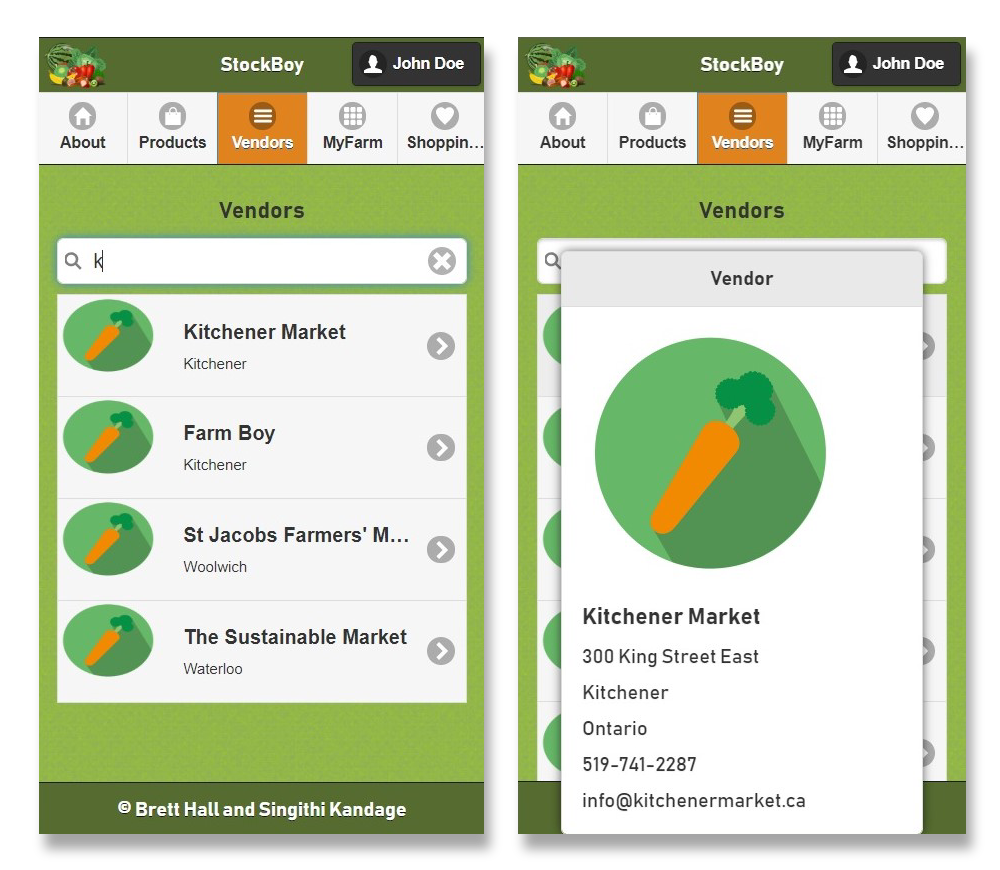 StockBoy
John Doe
About
Products
Vendors
MyFarm
Shoppin...
Vendors
k
Kitchener Market
Kitchener
Farm Boy
Kitchener
St Jacobs Farmers' M...
Woolwich
The Sustainable Market
Waterloo
© Brett Hall and Singithi Kandage
StockBoy
John Doe
About
Products
Vendors
MyFarm
Shoppin...
Vendors
Vendor
Kitchener Market
300 King Street East
Kitchener
Ontario
519-741-2287
info@kitchenermarket.ca